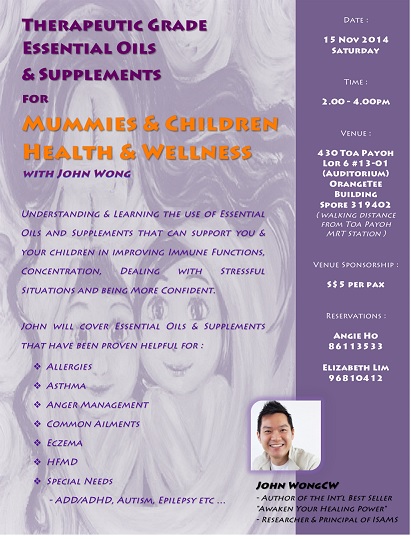 Therapeutic Grade
Essential Oils
& Supplements
for
Mummies & Children
Health & Wellness
with John Wong
Understanding & Learning the use of Essential
Oils and Supplements that can support you &
your children in improving Immune Functions,
Concentration, Dealing with Stressful
Situations and being More Confident.
John will cover Essential Oils & Supplements
that have been proven helpful for :
❖ Allergies
❖ Asthma
❖ Anger Management
❖ Common Ailments
❖ Eczema
❖ HFMD
❖ Special Needs
- ADD/ADHD, Autism, Epilepsy etc ...
Date :
15 Nov 2014
Saturday
Time :
2.00 - 4.00pm
Venue :
430 Toa Payoh
Lor 6 #13-01
(Auditorium)
OrangeTee
Building
Spore 319402
( walking distance
from Toa Payoh
MRT station )
Venue Sponsorship :
S$5 per pax
Reservations :
Angie Ho
86113533
Elizabeth Lim
96810412
John WongCW
- Author of the Int'l Best Seller
"Awaken Your Healing Power"
- Researcher & Principal of ISAMS